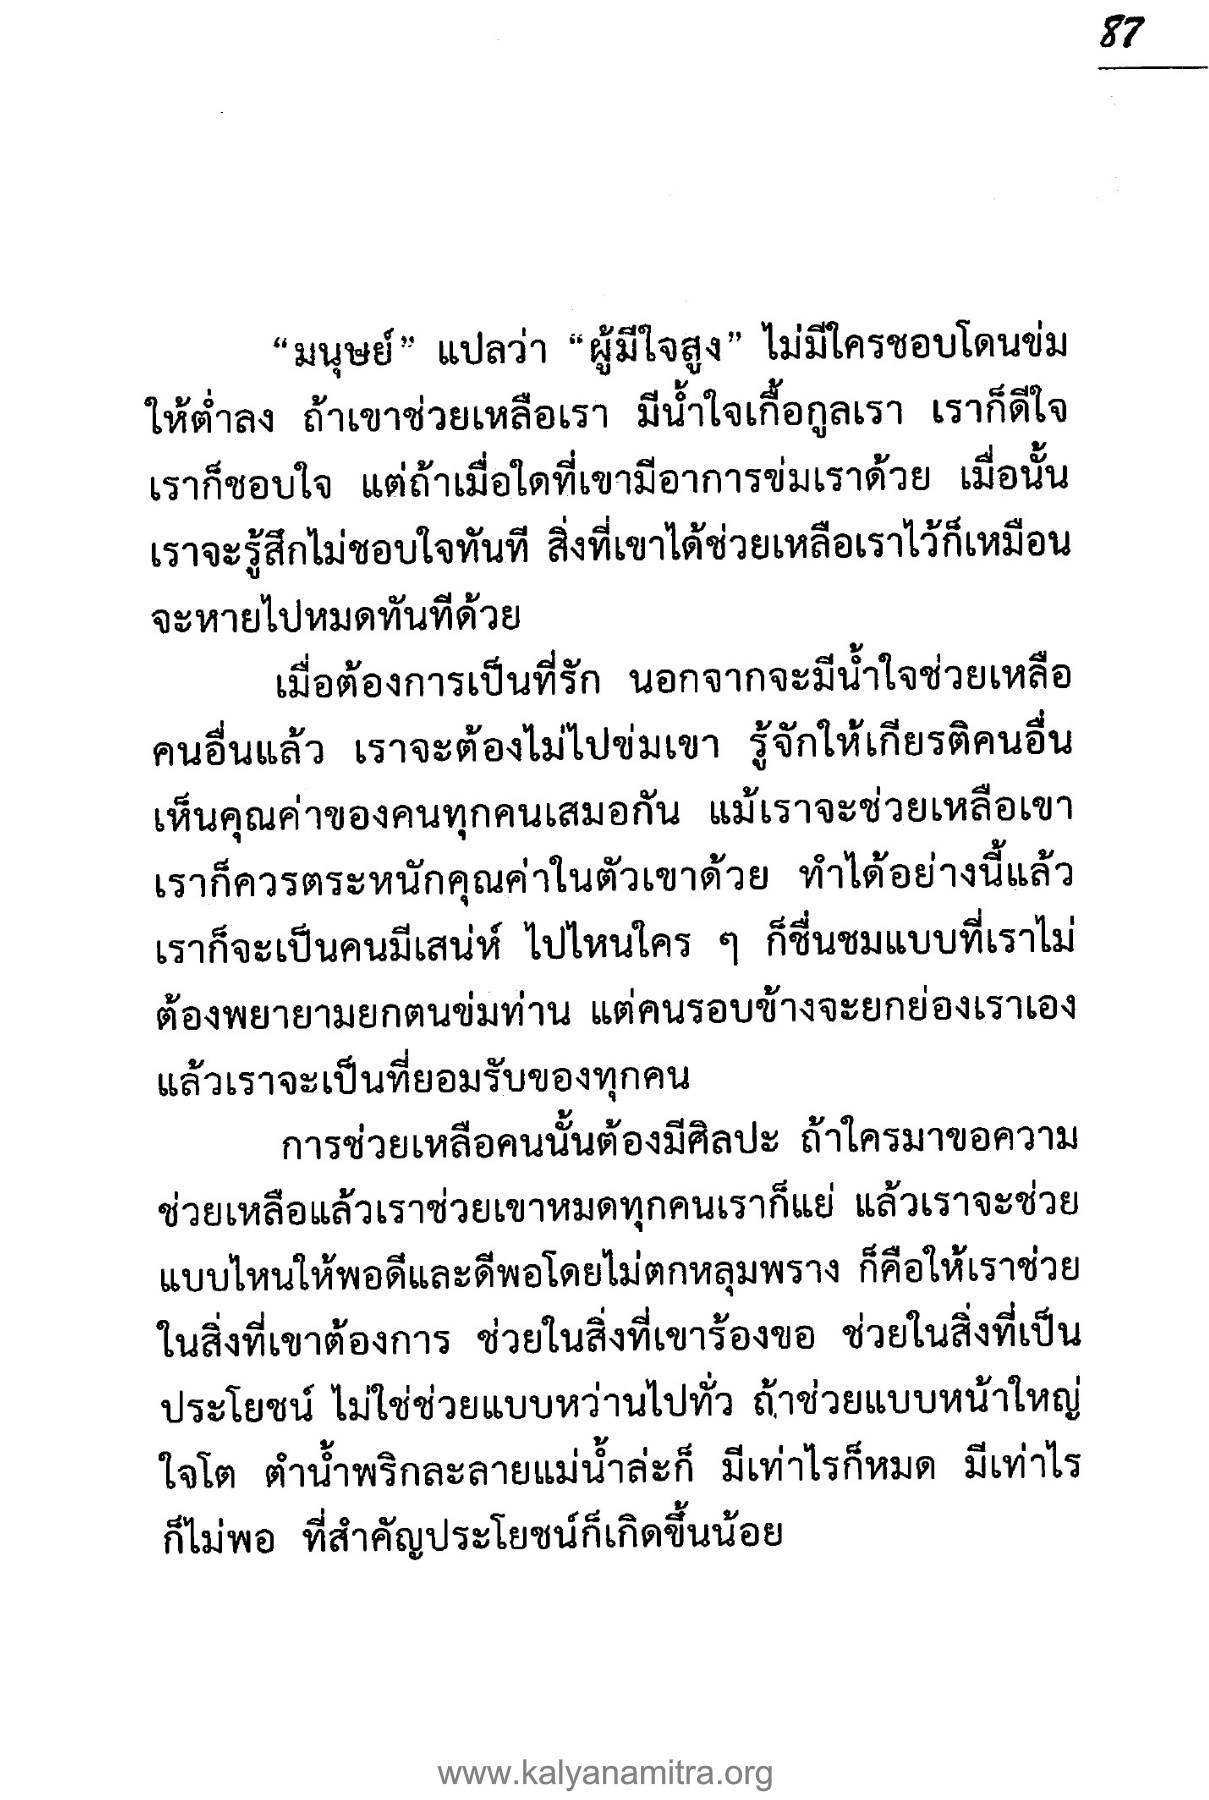 87
“มนุษย์” แปลว่า “ผู้มีใจสูง” ไม่มีใครชอบโดนข่ม
ให้ต่ำลง ถ้าเขาช่วยเหลือเรา มีน้ำใจเกื้อกูลเรา เราก็ดีใจ
เราก็ชอบใจ แต่ถ้าเมื่อใดที่เขามีอาการข่มเราด้วย เมื่อนั้น
เราจะรู้สึกไม่ชอบใจทันที สิ่งที่เขาได้ช่วยเหลือเราไว้ก็เหมือน
จะหายไปหมดทันทีด้วย
เมื่อต้องการเป็นที่รัก นอกจากจะมีน้ำใจช่วยเหลือ
คนอื่นแล้ว เราจะต้องไม่ไปข่มเขา รู้จักให้เกียรติคนอื่น
เห็นคุณค่าของคนทุกคนเสมอกัน แม้เราจะช่วยเหลือเขา
เราก็ควรตระหนักคุณค่าในตัวเขาด้วย ทำได้อย่างนี้แล้ว
เราก็จะเป็นคนมีเสน่ห์ ไปไหนใคร ๆ ก็ชื่นชมแบบที่เราไม่
ต้องพยายามยกตนข่มท่าน แต่คนรอบข้างจะยกย่องเราเอง
แล้วเราจะเป็นที่ยอมรับของทุกคน
การช่วยเหลือคนนั้นต้องมีศิลปะ ถ้าใครมาขอความ
ช่วยเหลือแล้วเราช่วยเขาหมดทุกคนเราก็แย่ แล้วเราจะช่วย
แบบไหนให้พอดีและดีพอโดยไม่ตกหลุมพราง ก็คือให้เราช่วย
ในสิ่งที่เขาต้องการ ช่วยในสิ่งที่เขาร้องขอ ช่วยในสิ่งที่เป็น
ประโยชน์ ไม่ใช่ช่วยแบบหว่านไปทั่ว ถ้าช่วยแบบหน้าใหญ่
ใจโต ตำน้ำพริกละลายแม่น้ำล่ะก็ มีเท่าไรก็หมด มีเท่าไร
ก็ไม่พอ ที่สำคัญประโยชน์ก็เกิดขึ้นน้อย
www.kalyanamitra.org